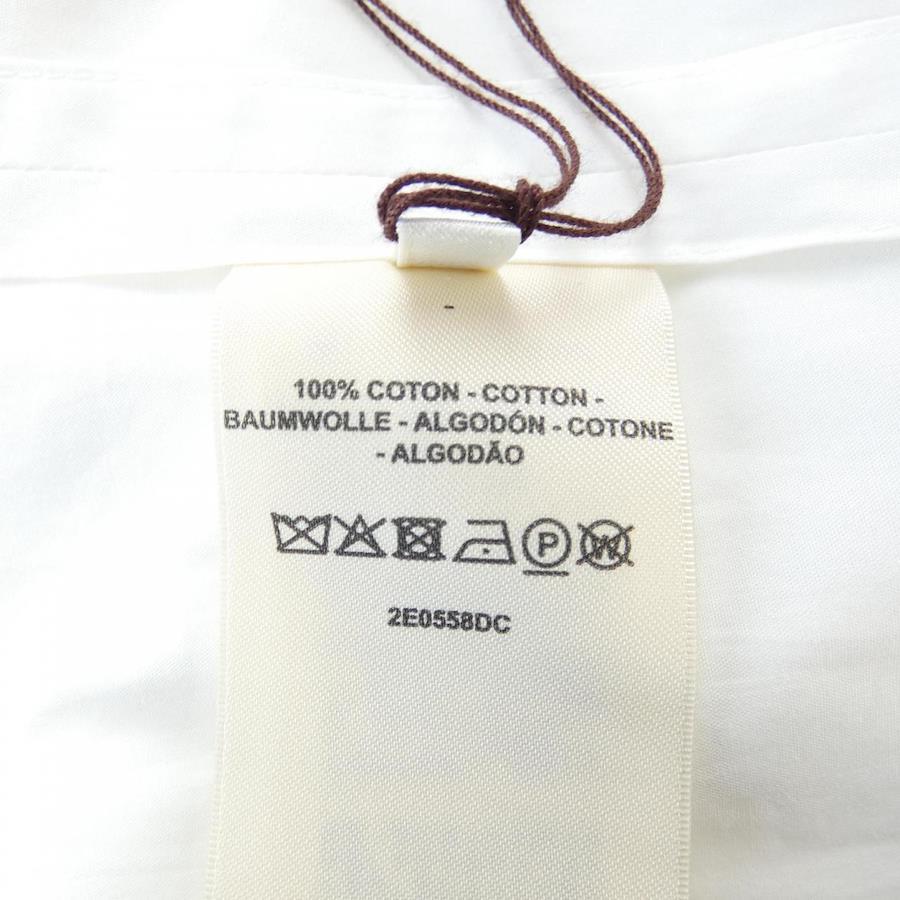 -
100% COTON - COTTON -
BAUMWOLLE - ALGODÓN - COTONE
- ALGODÃO
P W
2E0558DC